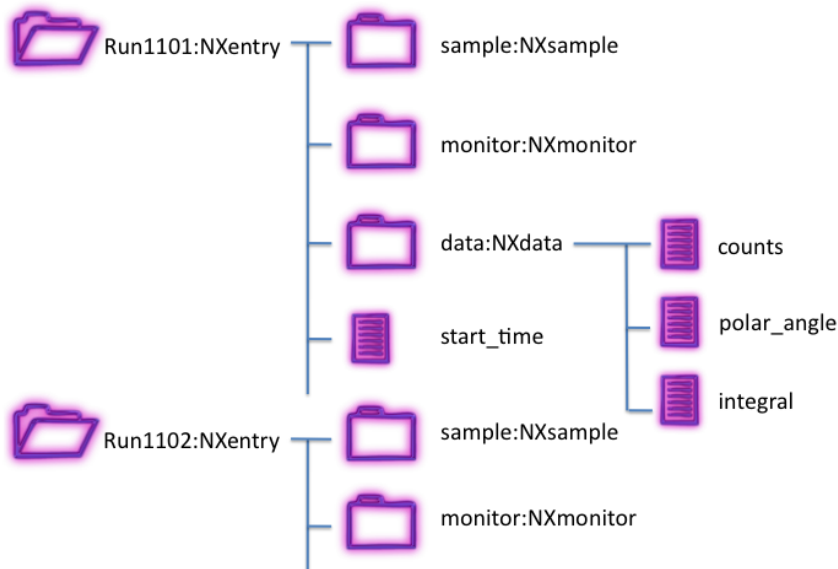 Run1101:NXentry
sample:NXsample
monitor:NXmonitor
data:NXdata
counts
polar_angle
integral
start_time
Run1102:NXentry
sample:NXsample
monitor:NXmonitor